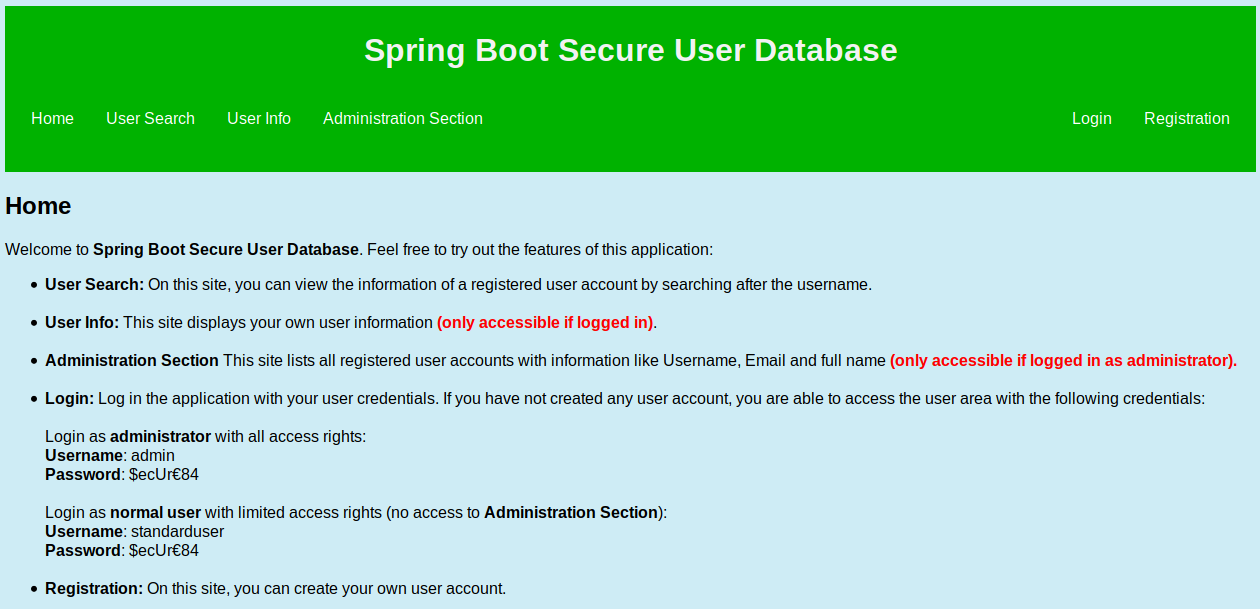 Spring Boot Secure User Database
Home User Search User Info Administration Section Login Registration
Home
Welcome to Spring Boot Secure User Database. Feel free to try out the features of this application:
User Search: On this site, you can view the information of a registered user account by searching after the username.
User Info: This site displays your own user information (only accessible if logged in).
Administration Section This site lists all registered user accounts with information like Username, Email and full name (only accessible if logged in as administrator).
Login: Log in the application with your user credentials. If you have not created any user account, you are able to access the user area with the following credentials:
Login as administrator with all access rights:
Username: admin
Password: $ecUr€84
Login as normal user with limited access rights (no access to Administration Section):
Username: standarduser
Password: $ecUr€84
Registration: On this site, you can create your own user account.